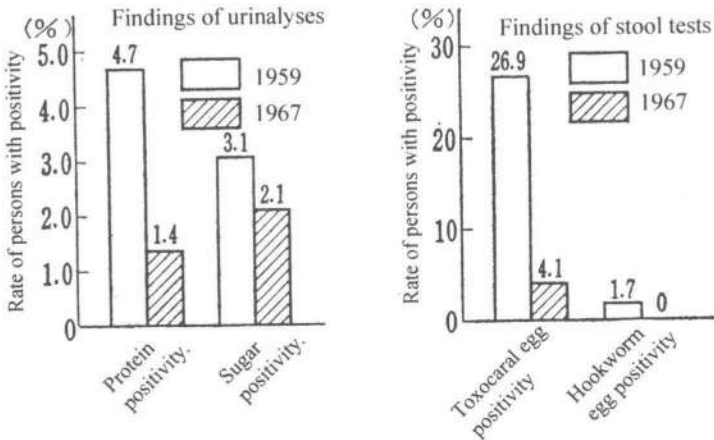 (%)
Findings of urinalyses
Rate of persons with positivity
5.0
4.0
3.0
2.0
1.0
0
4.7
1.4
3.1
2.1
1959
1967
Protein
positivity.
Sugar
positivity.
(%)
Findings of stool tests
Rate of persons with positivity
30
20
10
0
26.9
4.1
1.7
0
1959
1967
Toxocaral egg
positivity
Hookworm
egg positivity